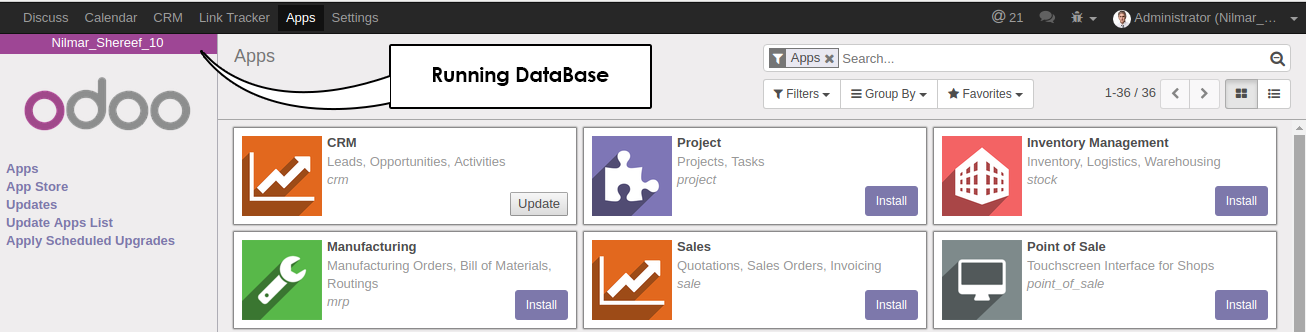 Discuss Calendar CRM Link Tracker Apps Settings @ 21 Administrator (Nilmar_...
Nilmar_Shereef_10
odoo
Apps
App Store
Updates
Update Apps List
Apply Scheduled Upgrades
Apps
Running DataBase
Apps Search...
Filters Group By Favorites 1-36 / 36
CRM
Leads, Opportunities, Activities
crm
Update
Project
Projects, Tasks
project
Install
Inventory Management
Inventory, Logistics, Warehousing
stock
Install
Manufacturing
Manufacturing Orders, Bill of Materials,
Routings
mrp
Install
Sales
Quotations, Sales Orders, Invoicing
sale
Install
Point of Sale
Touchscreen Interface for Shops
point_of_sale
Install